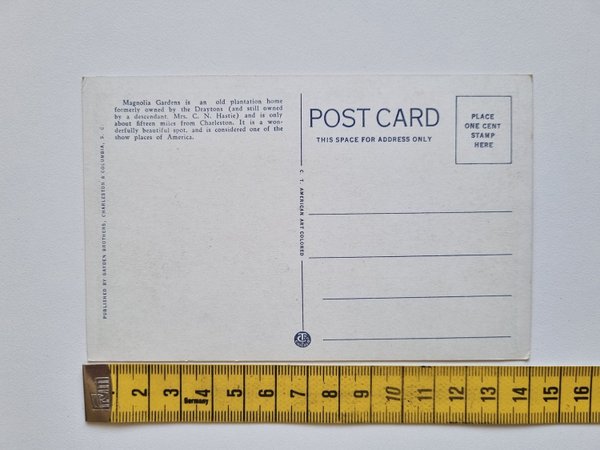 Magnolia Gardens is an old plantation home
formerly owned by the Draytons (and still owned
by a descendant, Mrs. C. N. Hastie) and is only
about fifteen miles from Charleston. It is a won-
derfully beautiful spot, and is considered one of the
show places of America.
PUBLISHED BY GAYDEN BROTHERS, CHARLESTON & COLUMBIA, S. C.
C. T. AMERICAN ART COLORED
POST CARD
THIS SPACE FOR ADDRESS ONLY
PLACE
ONE CENT
STAMP
HERE
1 2 3 4 5 6 7 8 9 10 11 12 13 14 15 16
Germany